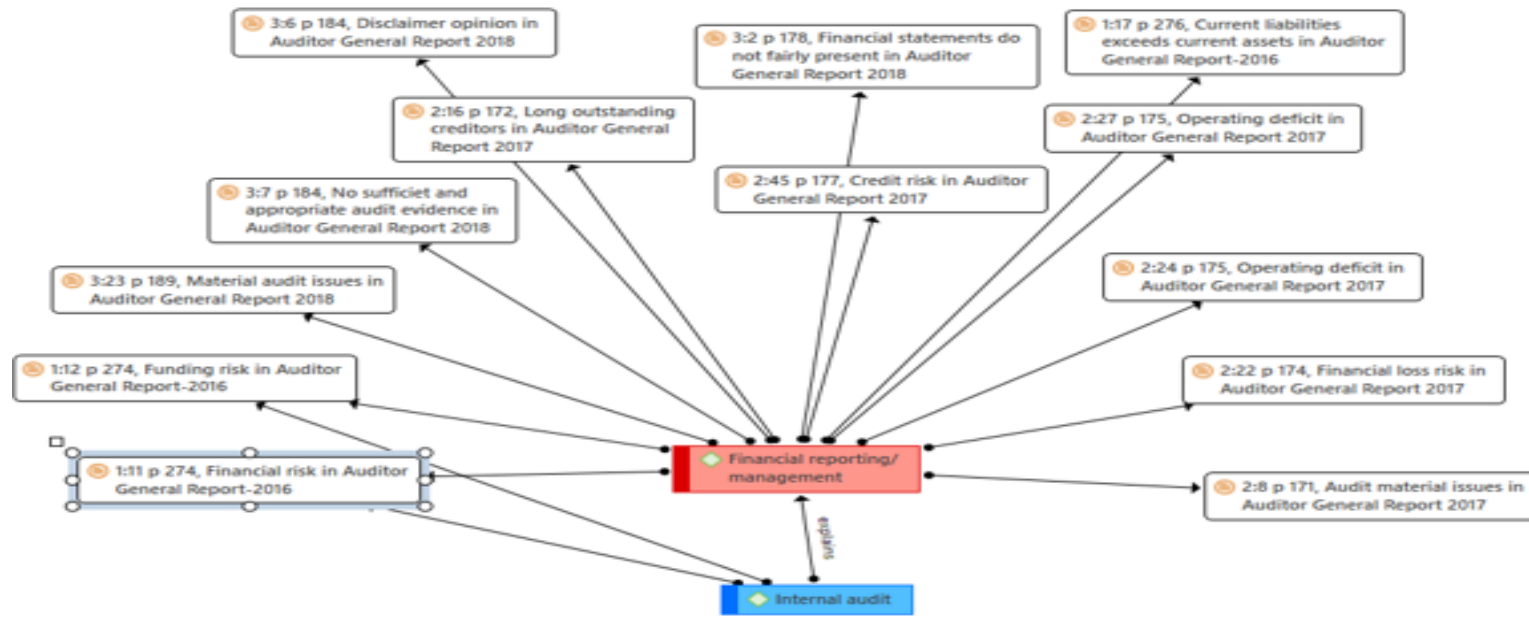 3:6 p 184, Disclaimer opinion in
Auditor General Report 2018
3:2 p 178, Financial statements do
not fairly present in Auditor
General Report 2018
1:17 p 276, Current liabilities
exceeds current assets in Auditor
General Report-2016
2:16 p 172, Long outstanding
creditors in Auditor General
Report 2017
2:27 p 175, Operating deficit in
Auditor General Report 2017
2:45 p 177, Credit risk in Auditor
General Report 2017
3:7 p 184, No sufficiet and
appropriate audit evidence in
Auditor General Report 2018
3:23 p 189, Material audit issues in
Auditor General Report 2018
2:24 p 175, Operating deficit in
Auditor General Report 2017
1:12 p 274, Funding risk in Auditor
General Report-2016
2:22 p 174, Financial loss risk in
Auditor General Report 2017
1:11 p 274, Financial risk in Auditor
General Report-2016
Financial reporting/
management
2:8 p 171, Audit material issues in
Auditor General Report 2017
explains
Internal audit